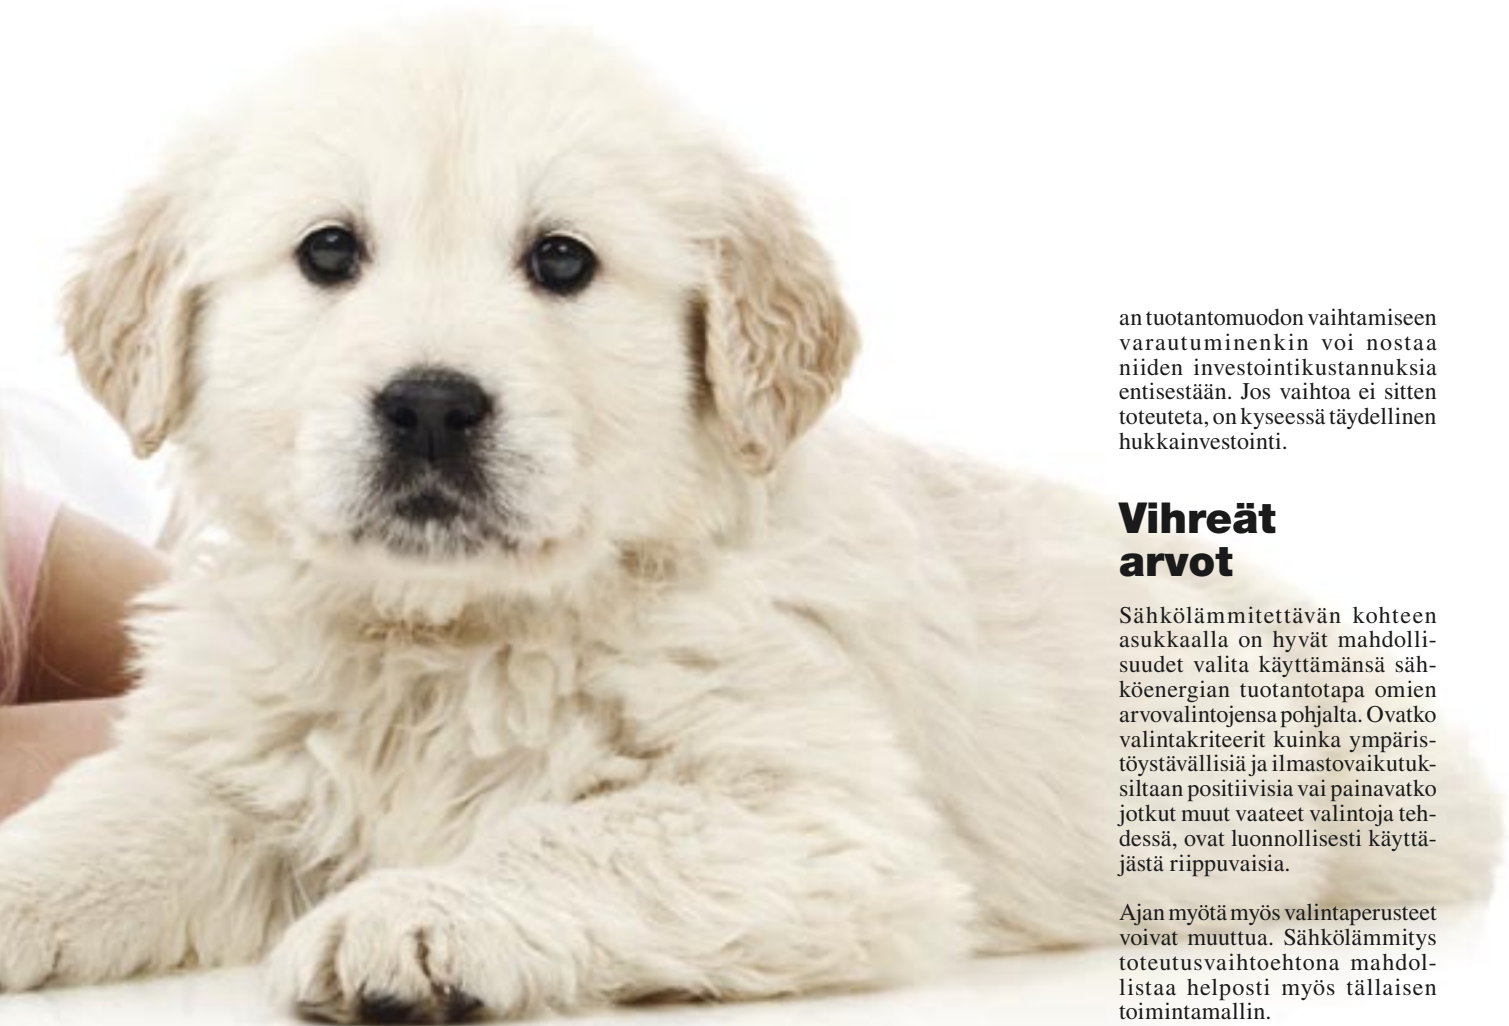 an tuotantomuodon vaihtamiseen
varautuminenkin voi nostaa
niiden investointikustannuksia
entisestään. Jos vaihtoa ei sitten
toteuteta, on kyseessä täydellinen
hukkainvestointi.
Vihreät
arvot
Sähkölämmitettävän kohteen
asukkaalla on hyvät mahdolli-
suudet valita käyttämänsä säh-
köenergian tuotantotapa omien
arvovalintojensa pohjalta. Ovatko
valintakriteerit kuinka ympäris-
töystävällisiä ja ilmastovaikutuk-
siltaan positiivisia vai painavatko
jotkut muut vaateet valintoja teh-
dessä, ovat luonnollisesti käyttä-
jästä riippuvaisia.
Ajan myötä myös valintaperusteet
voivat muuttua. Sähkölämmitys
toteutusvaihtoehtona mahdol-
listaa helposti myös tällaisen
toimintamallin.